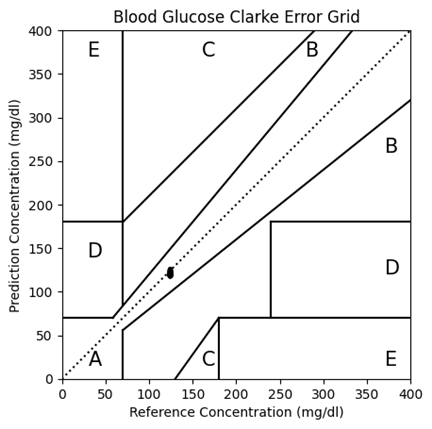 Blood Glucose Clarke Error Grid
400
350
300
250
200
150
100
50
0
Prediction Concentration (mg/dl)
E
C
B
B
D
D
A
C
E
0 50 100 150 200 250 300 350 400
Reference Concentration (mg/dl)